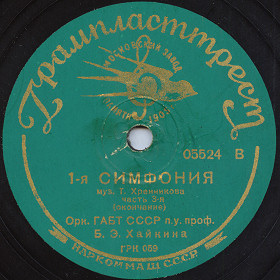 Грампласттрест
МОСКОВСКИЙ ЗАВОД
05524 В
1-я СИМФОНИЯ
муз. Т. Хренникова
часть 3-я
(окончание)
Орк. ГАБТ СССР п.у. проф.
Б. Э. Хайкина
ГРК 069
НАРКОММАШ СССР